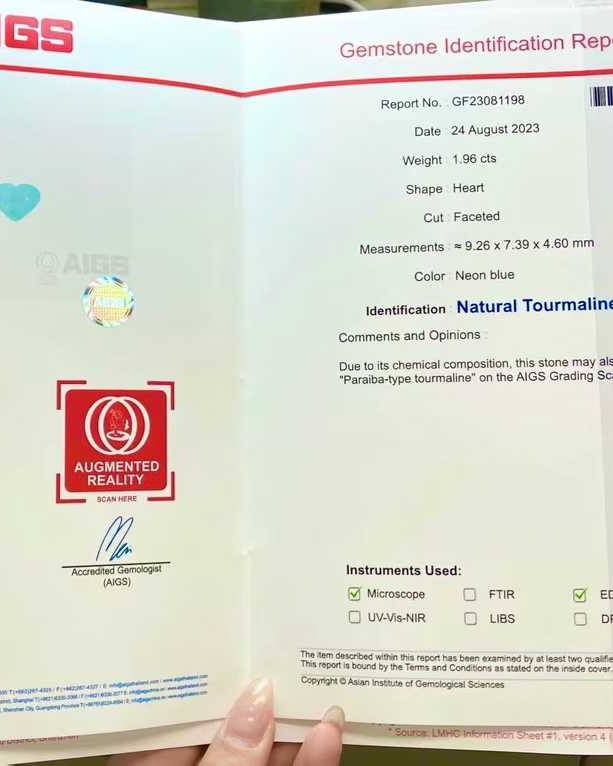 IGS
AIGS
AIGS
AUGMENTED
REALITY
SCAN HERE
Accredited Gemologist
(AIGS)
Gemstone Identification Repo
Report No. : GF23081198
Date : 24 August 2023
Weight : 1.96 cts
Shape : Heart
Cut : Faceted
Measurements : ≈ 9.26 x 7.39 x 4.60 mm
Color : Neon blue
Identification : Natural Tourmaline
Comments and Opinions :
Due to its chemical composition, this stone may als
"Paraiba-type tourmaline" on the AIGS Grading Sc
Instruments Used:
Microscope FTIR ED
UV-Vis-NIR LIBS
The item described within this report has been examined by at least two qualifie
This report is bound by the Terms and Conditions as stated on the inside cover.
Copyright © Asian Institute of Gemological Sciences
* Source: LMHC Information Sheet #1, version 4